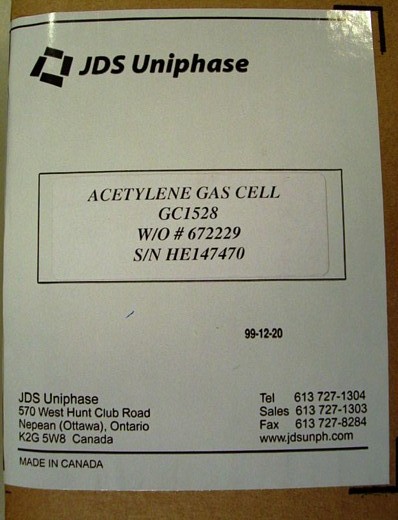 JDS Uniphase
ACETYLENE GAS CELL
GC1528
W/O # 672229
S/N HE147470
99-12-20
JDS Uniphase
570 West Hunt Club Road
Nepean (Ottawa), Ontario
K2G 5W8 Canada
Tel 613 727-1304
Sales 613 727-1303
Fax 613 727-8284
www.jdsunph.com
MADE IN CANADA